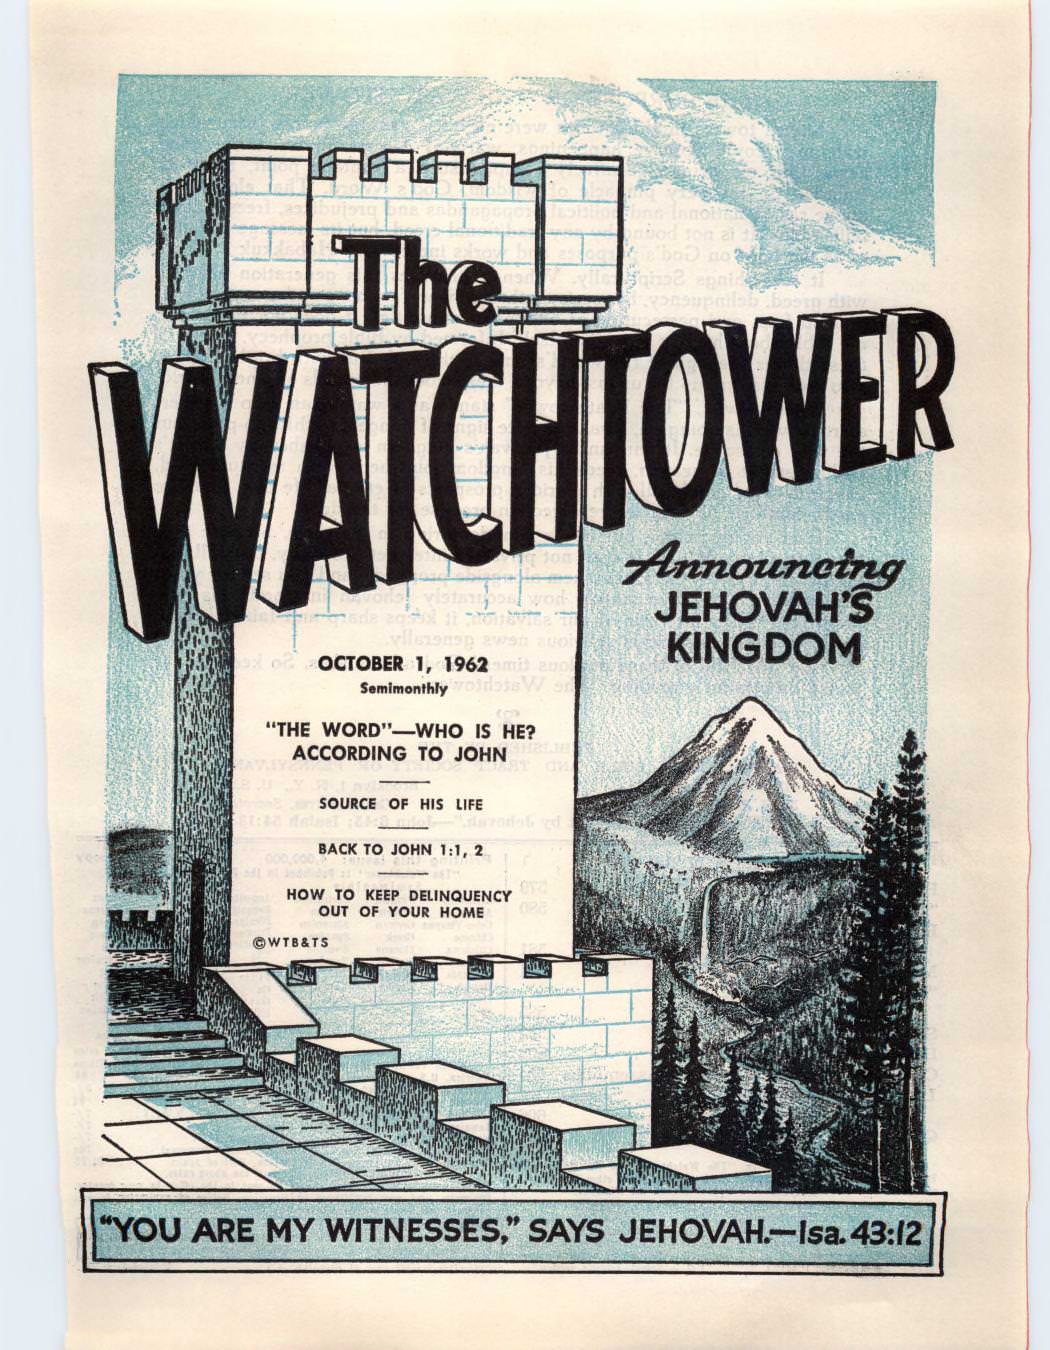 The
WATCHTOWER
Announcing
JEHOVAH'S
KINGDOM
OCTOBER 1, 1962
Semimonthly
"THE WORD"—WHO IS HE?
ACCORDING TO JOHN
SOURCE OF HIS LIFE
BACK TO JOHN 1:1, 2
HOW TO KEEP DELINQUENCY
OUT OF YOUR HOME
©WTB&TS
"YOU ARE MY WITNESSES," SAYS JEHOVAH.—Isa. 43:12